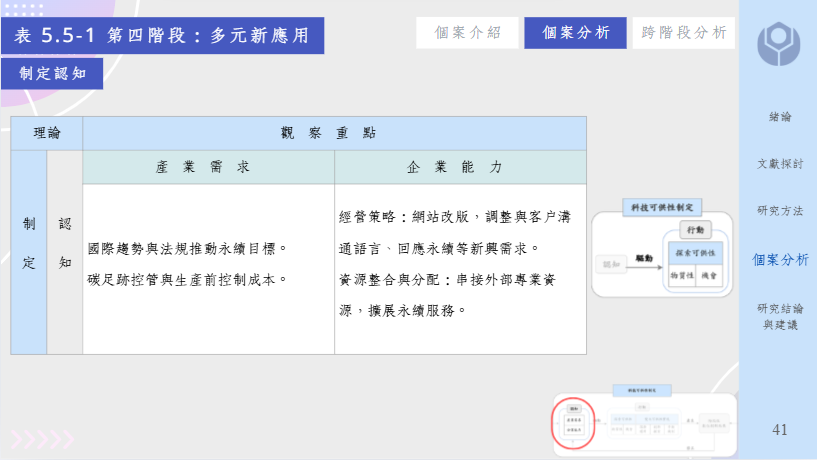 表 5.5-1 第四階段：多元新應用
制定認知
個案介紹
個案分析
跨階段分析
理論
觀 察 重 點
產 業 需 求
企 業 能 力
制定
認知
國際趨勢與法規推動永續目標。
碳足跡控管與生產前控制成本。
經營策略：網站改版，調整與客户溝
通語言、回應永續等新興需求。
資源整合與分配：串接外部專業資
源，擴展永續服務。
科技可供性制定
行動
認知
驅動
探索可供性
物質性
機會
緒論
文獻探討
研究方法
個案分析
研究結論
與建議
41